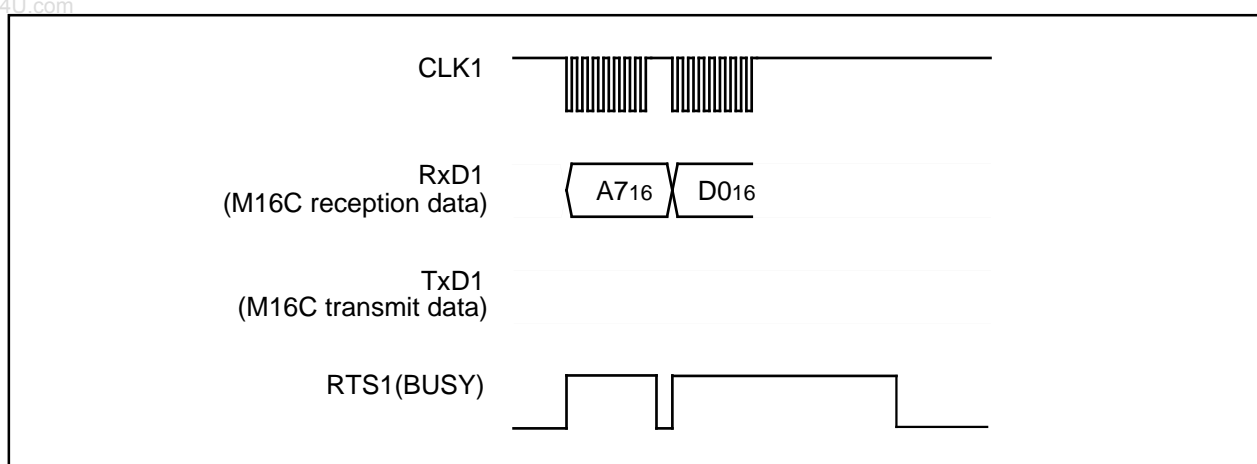 4U.com
CLK1
RxD1
(M16C reception data)
A716
D016
TxD1
(M16C transmit data)
RTS1(BUSY)